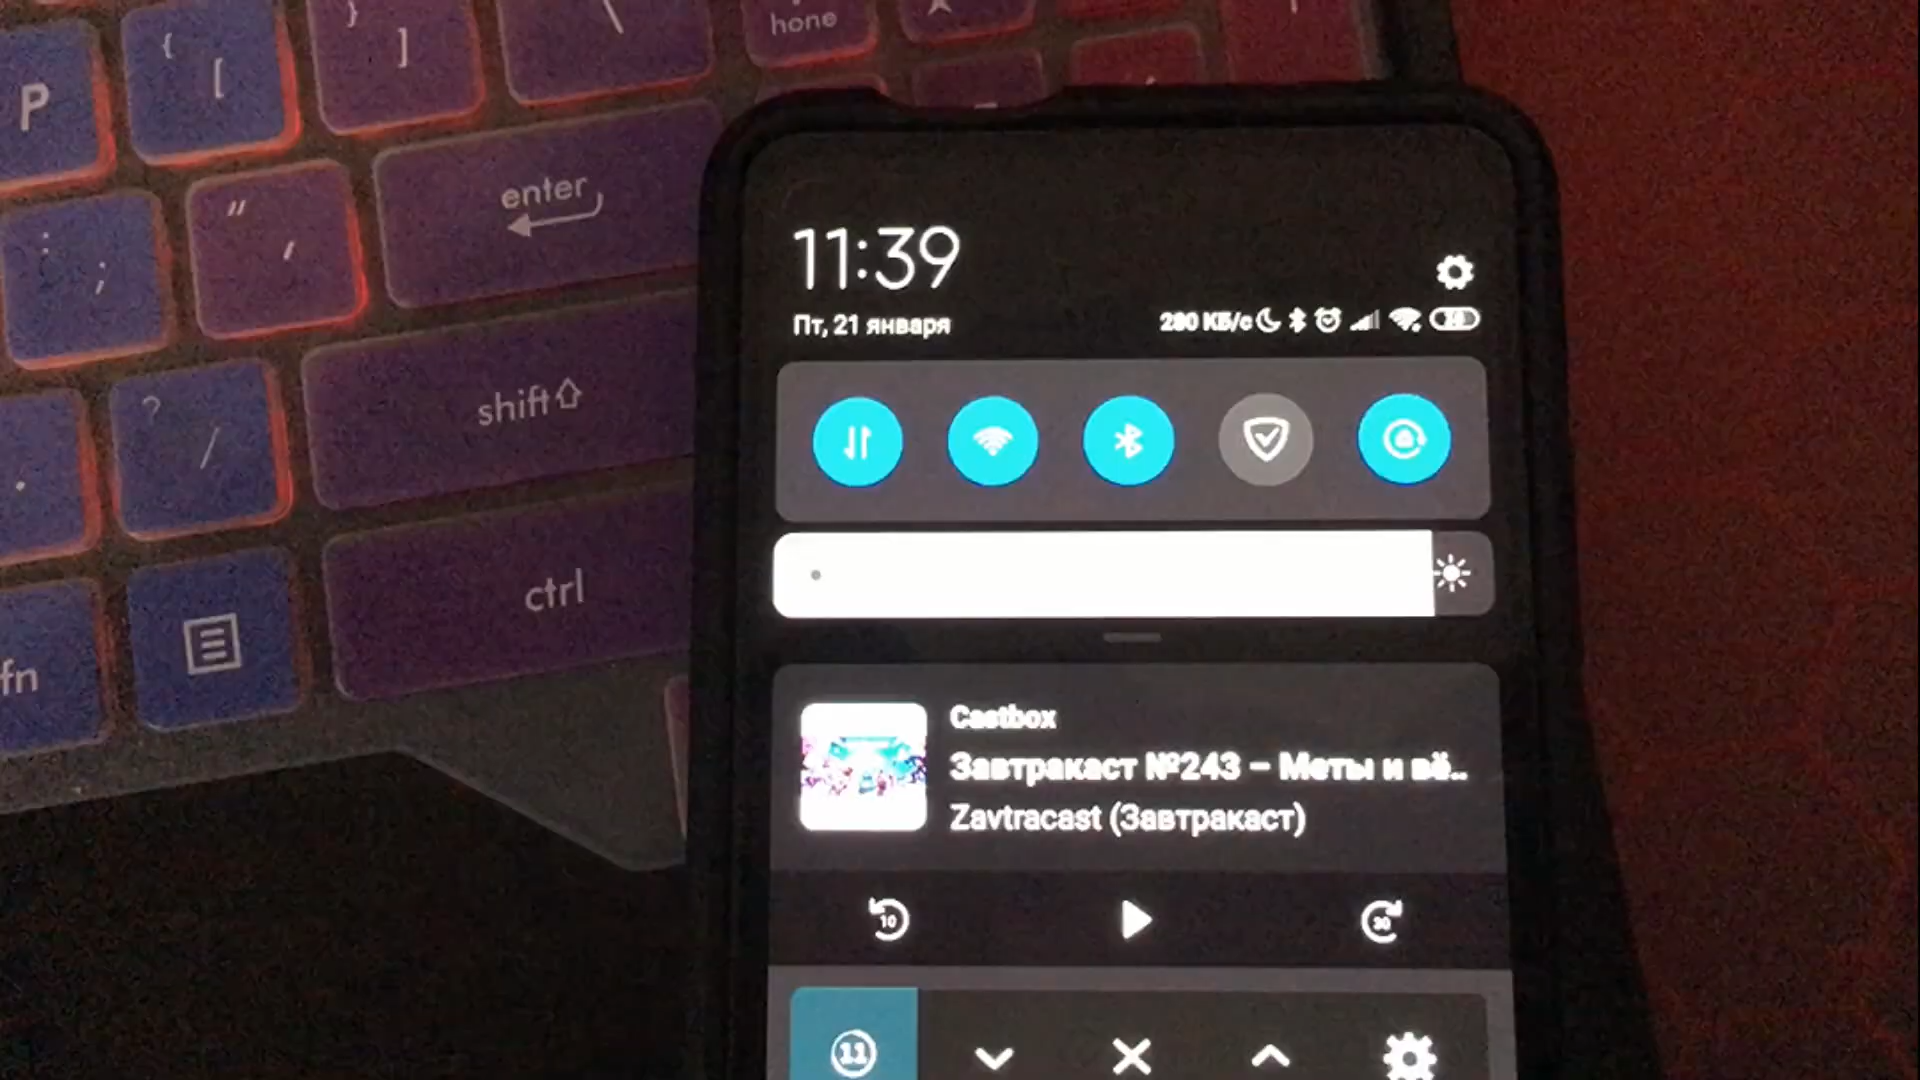 hone
{
[
}
]
\
P
enter
:
;
"
'
shift
?
/
.
ctrl
fn
11:39
Пт, 21 января
280 КБ/с
Castbox
Завтракаст №243 – Меты и вё..
Zavtracast (Завтракаст)
10
30
11